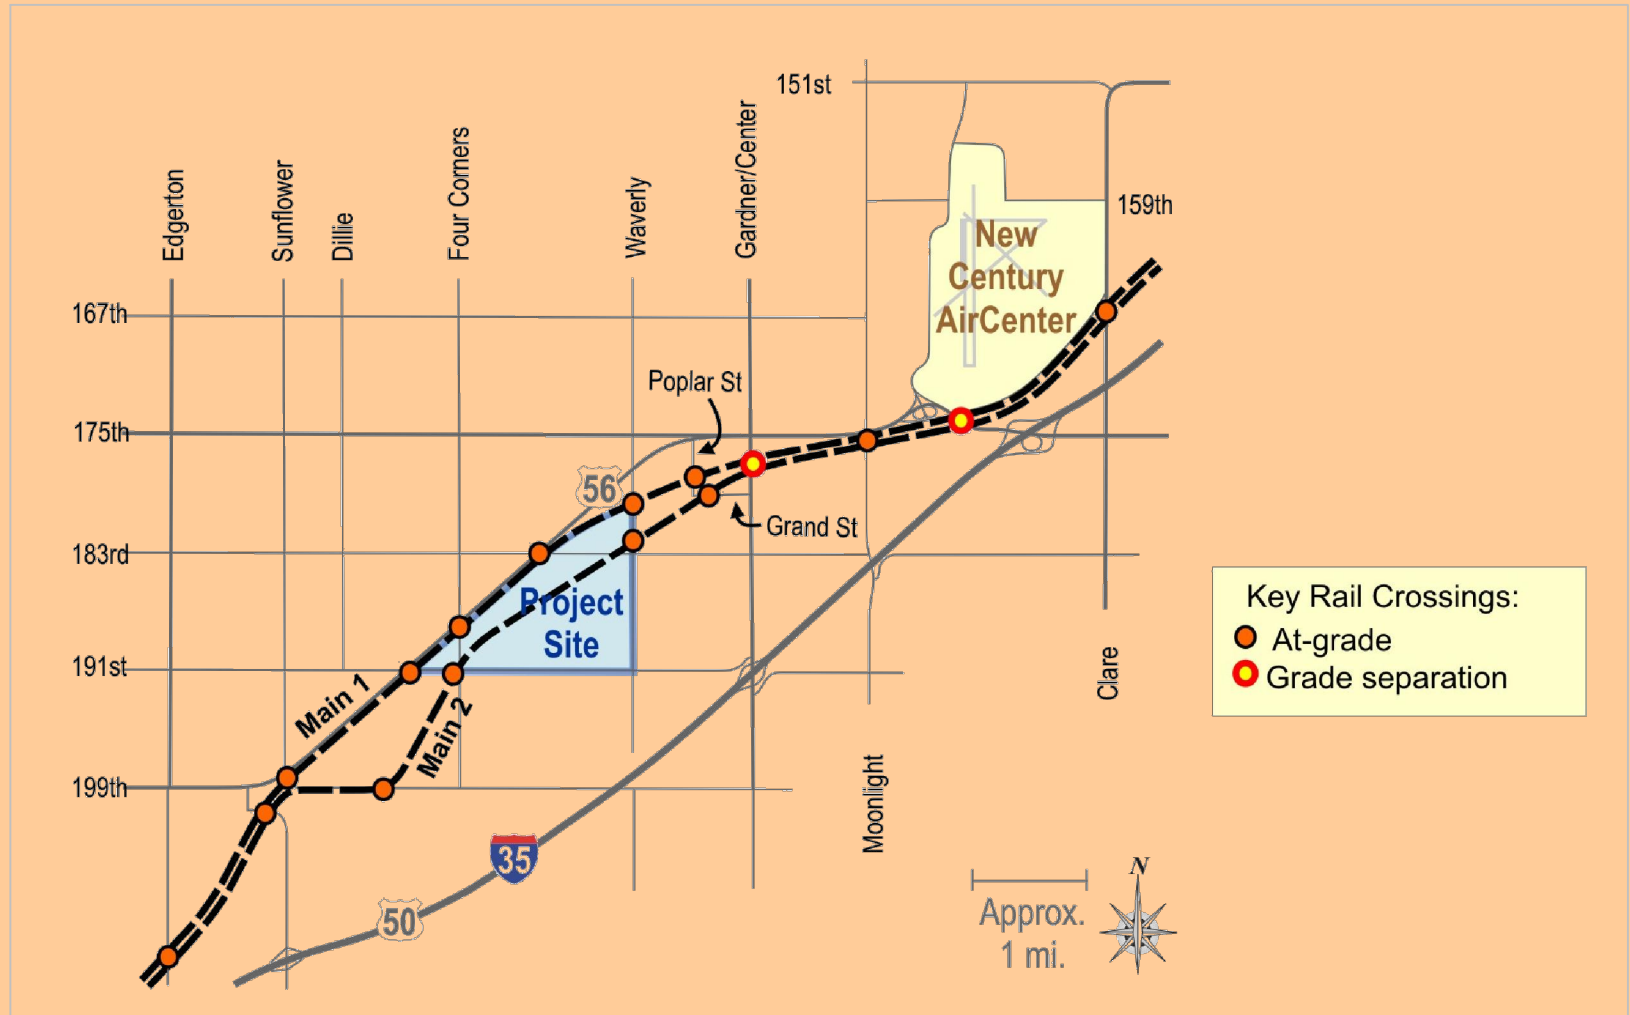 151st
Edgerton
Sunflower
Dillie
Four Corners
Waverly
Gardner/Center
159th
New
Century
AirCenter
167th
Poplar St
175th
56
Grand St
183rd
Project
Site
191st
Main 1
Main 2
199th
35
50
Moonlight
Clare
Key Rail Crossings:
At-grade
Grade separation
N
Approx.
1 mi.